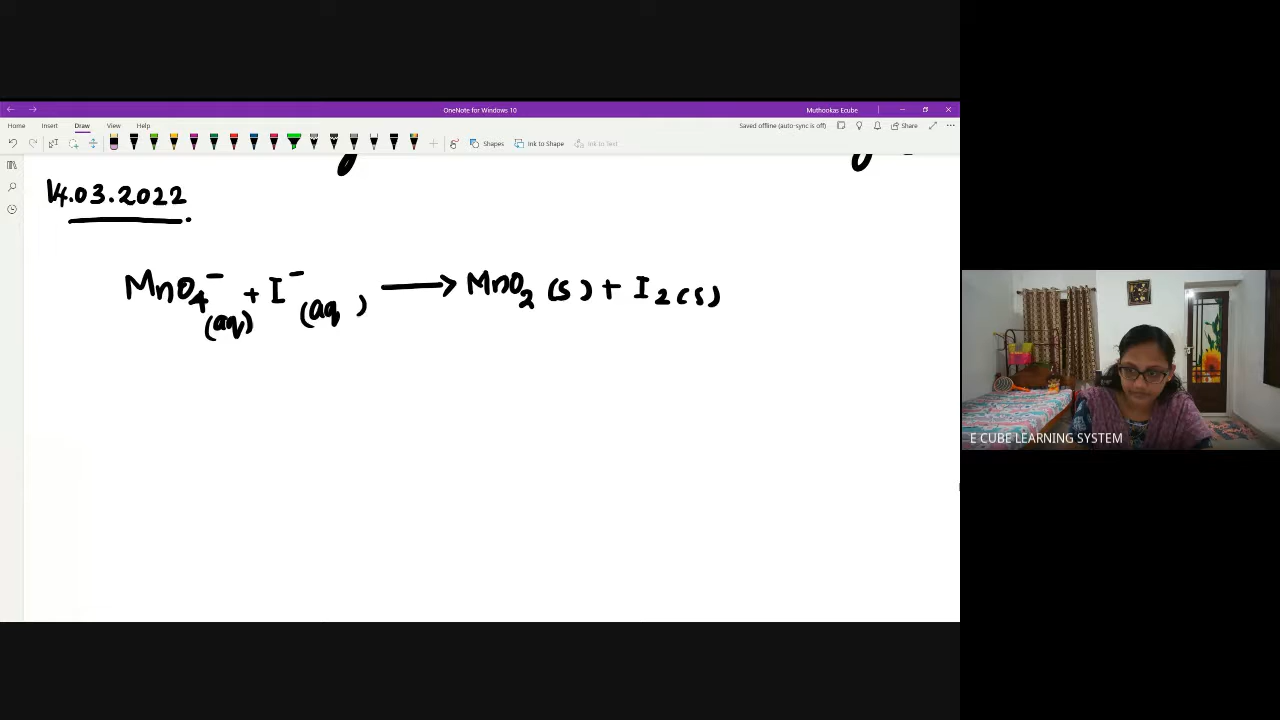 OneNote for Windows 10
Muthookas Ecube
Home Insert Draw View Help
Saved offline (auto-sync is off)
Share
Shapes
Ink to Shape
Ink to Text
14.03.2022
MnO₄⁻(aq) + I⁻(aq) ⟶ MnO₂(s) + I₂(s)
E CUBE LEARNING SYSTEM